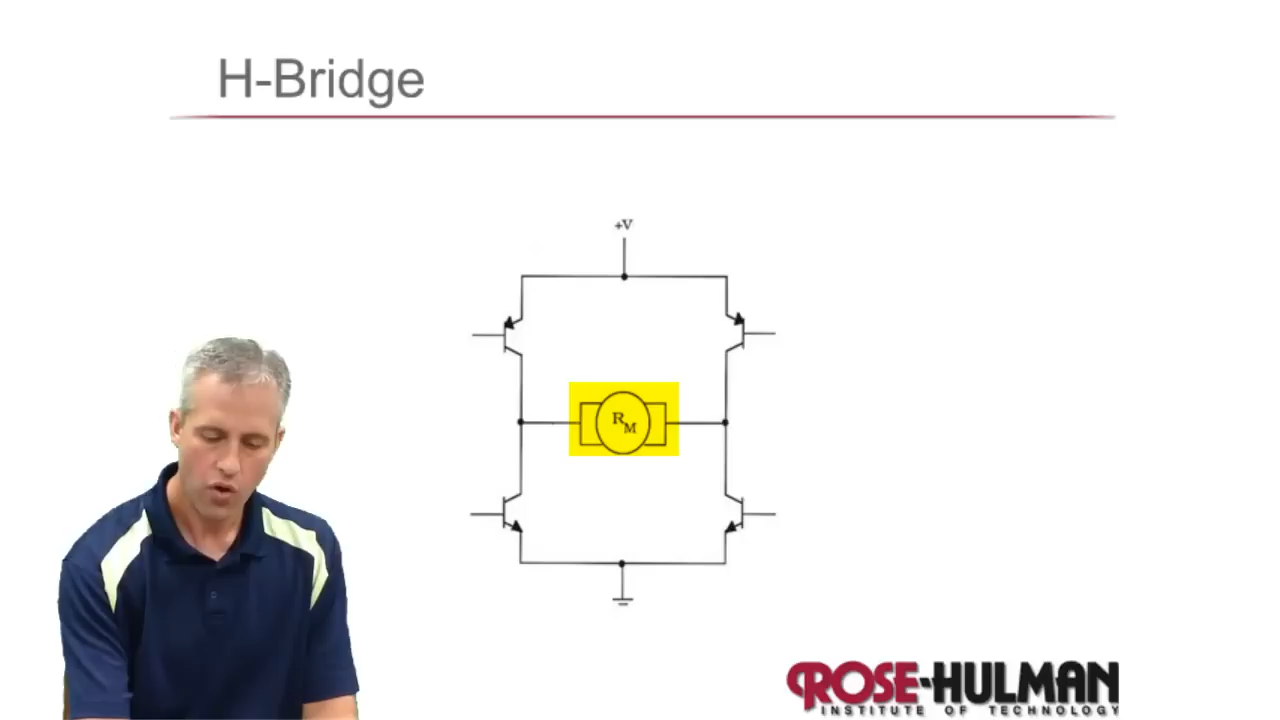 H-Bridge
+V
RM
ROSE-HULMAN
INSTITUTE OF TECHNOLOGY